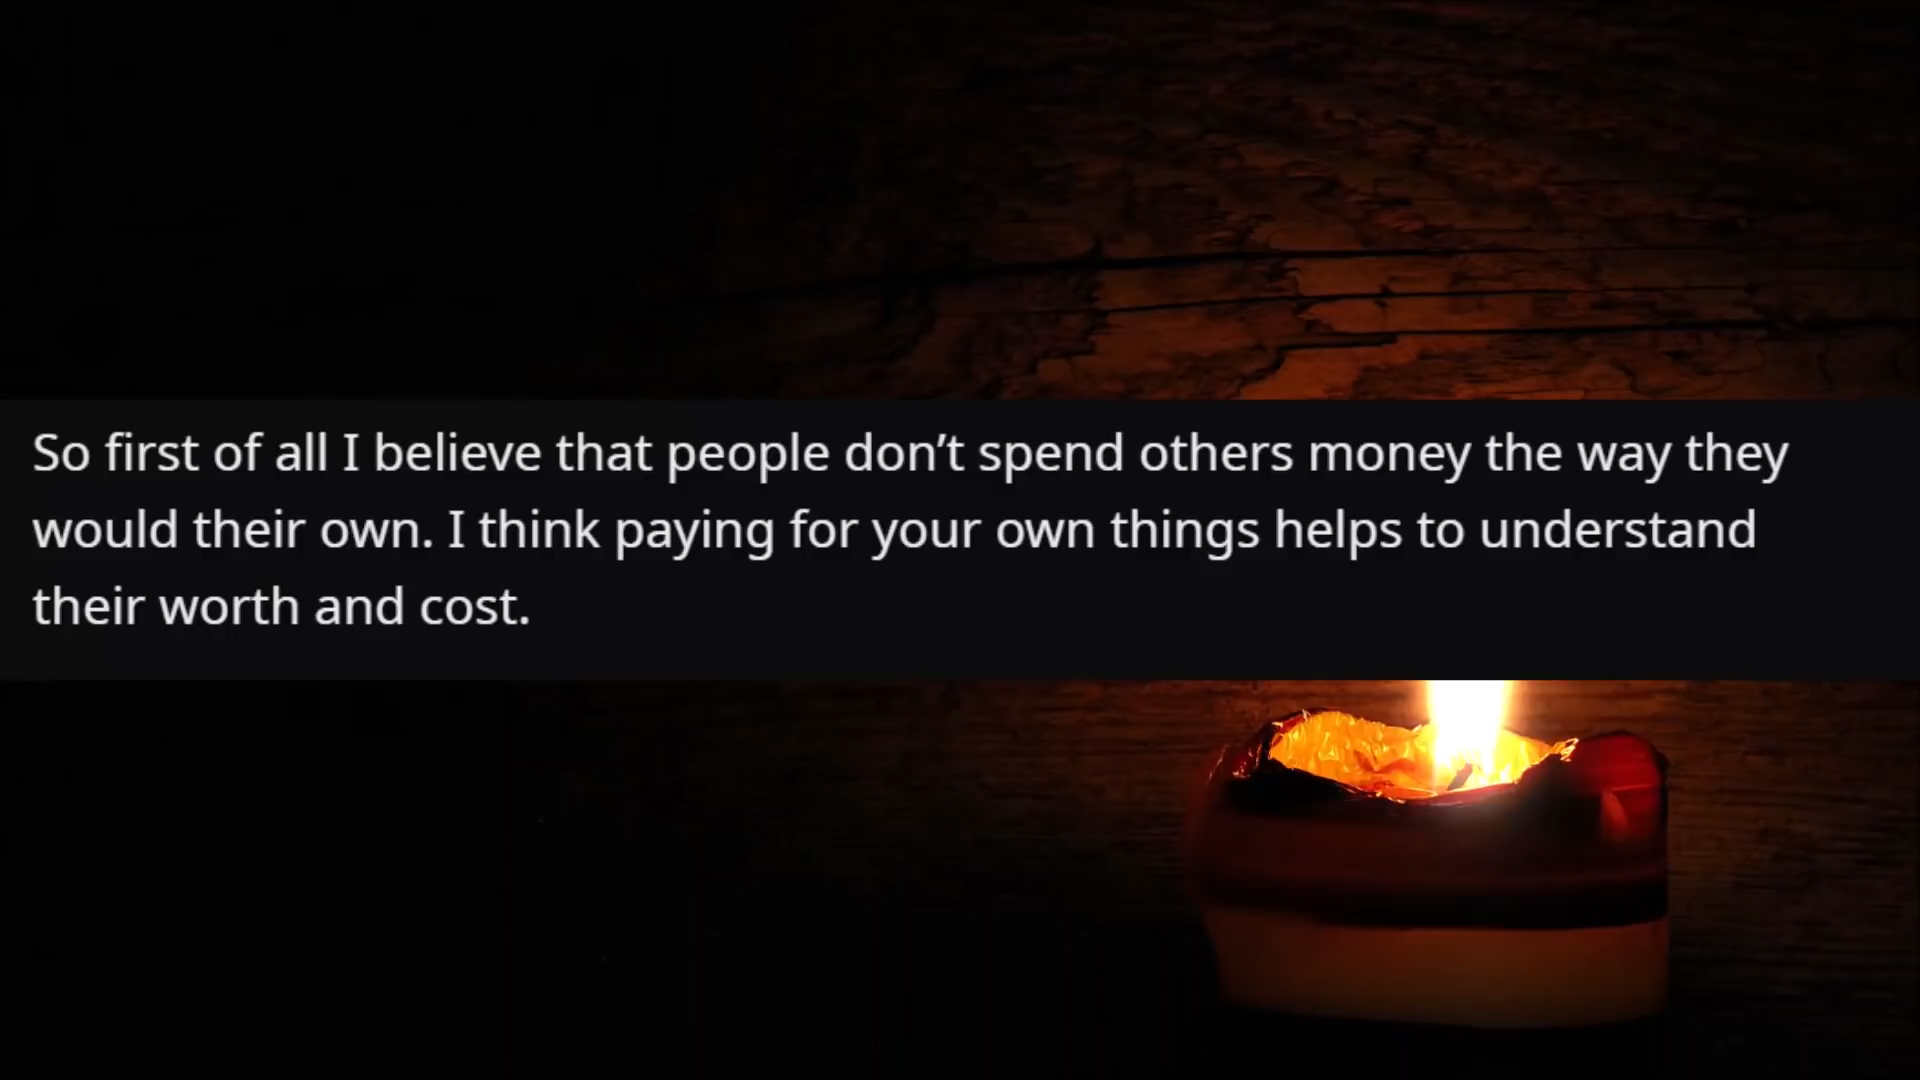 So first of all I believe that people don’t spend others money the way they
would their own. I think paying for your own things helps to understand
their worth and cost.